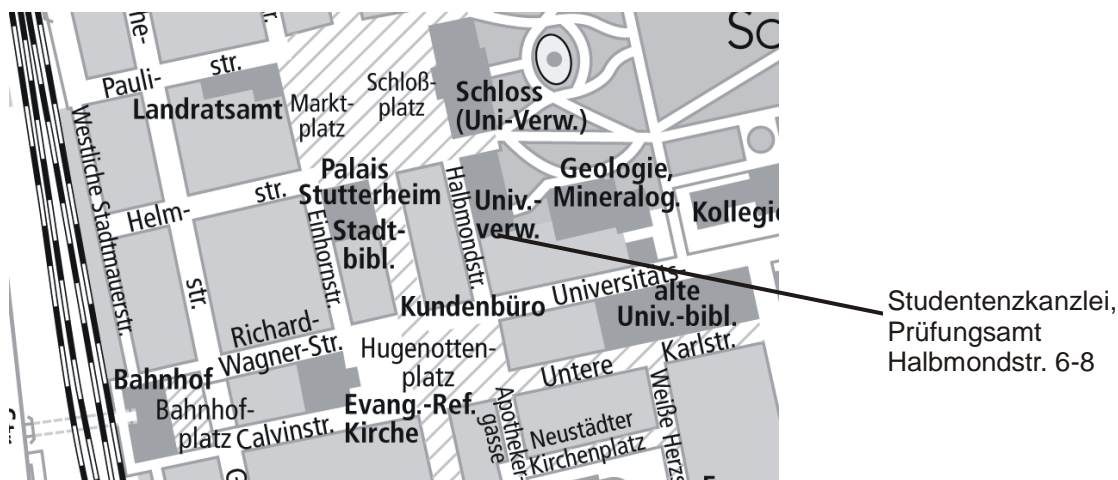 Pauli-
str.
Landratsamt
Markt-
platz
Schloß-
platz
Schloss
(Uni-Verw.)
Westliche Stadtmauerstr.
Helm-
str.
str.
Palais
Stutterheim
Stadt-
bibl.
Einhornstr.
Halbmondstr.
Univ.-
verw.
Geologie,
Mineralog.
Kundenbüro
Universitäts-
alte
Univ.-bibl.
Richard-
Wagner-Str.
Hugenotten-
platz
Untere
Karlstr.
Bahnhof
Bahnhof-
platz
Calvinstr.
Evang.-Ref.
Kirche
Apotheker-
gasse
Neustädter
Kirchenplatz
Weiße
Studentenzkanzlei,
Prüfungsamt
Halbmondstr. 6-8